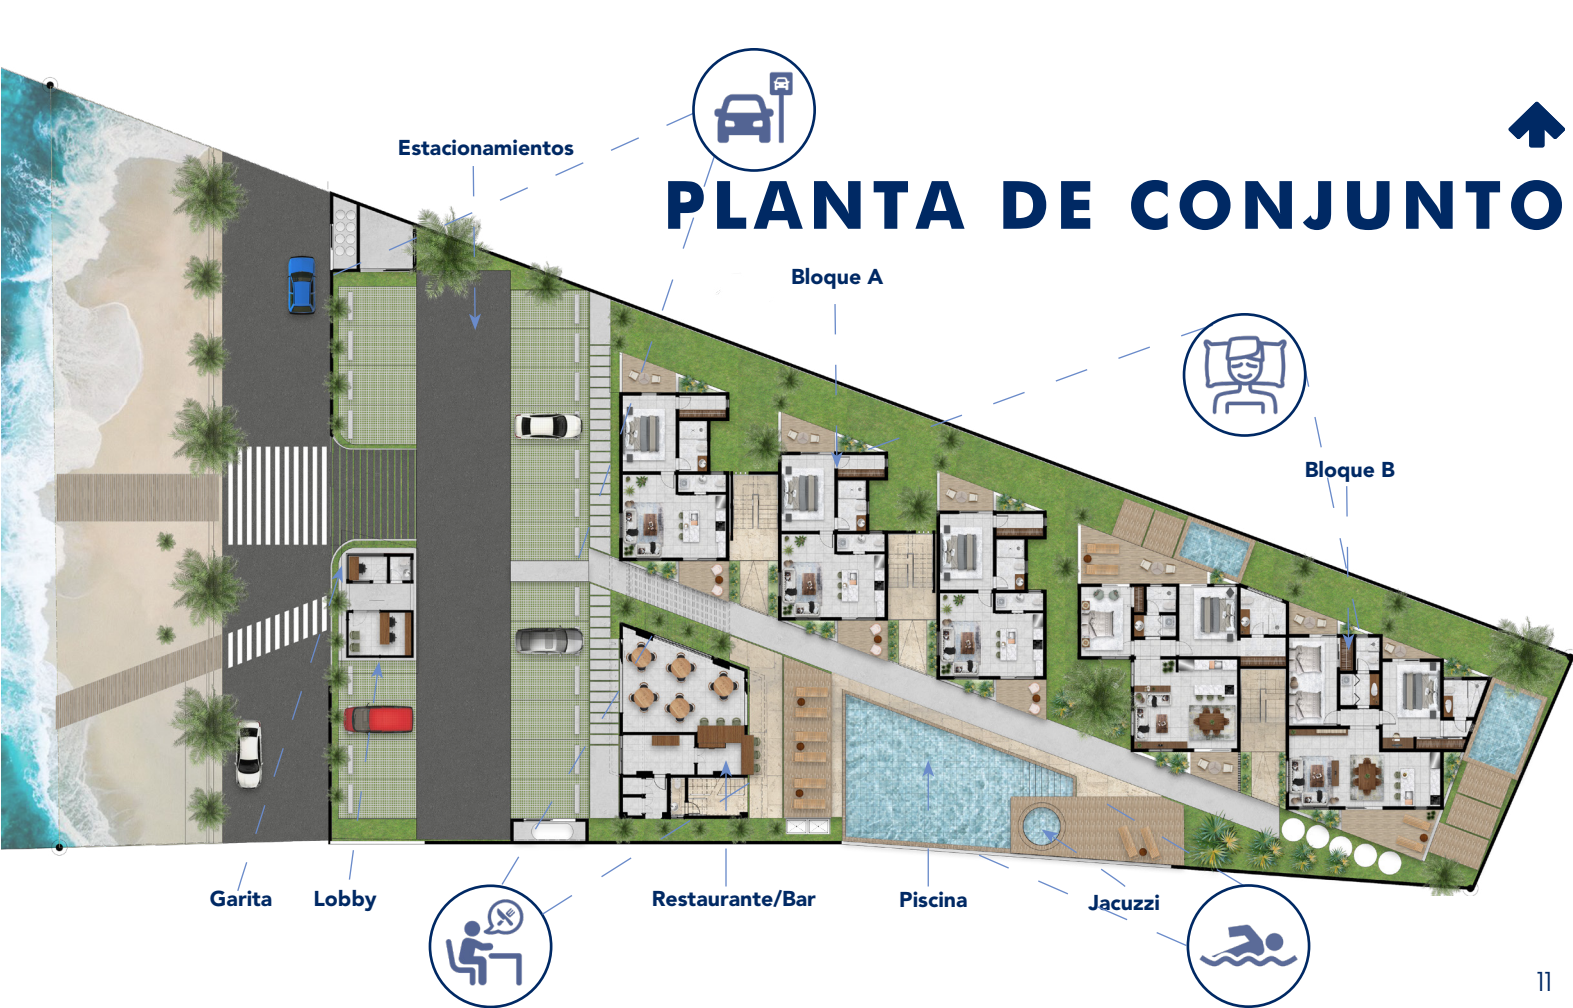 Estacionamientos
PLANTA DE CONJUNTO
Bloque A
Bloque B
Garita
Lobby
Restaurante/Bar
Piscina
Jacuzzi
11